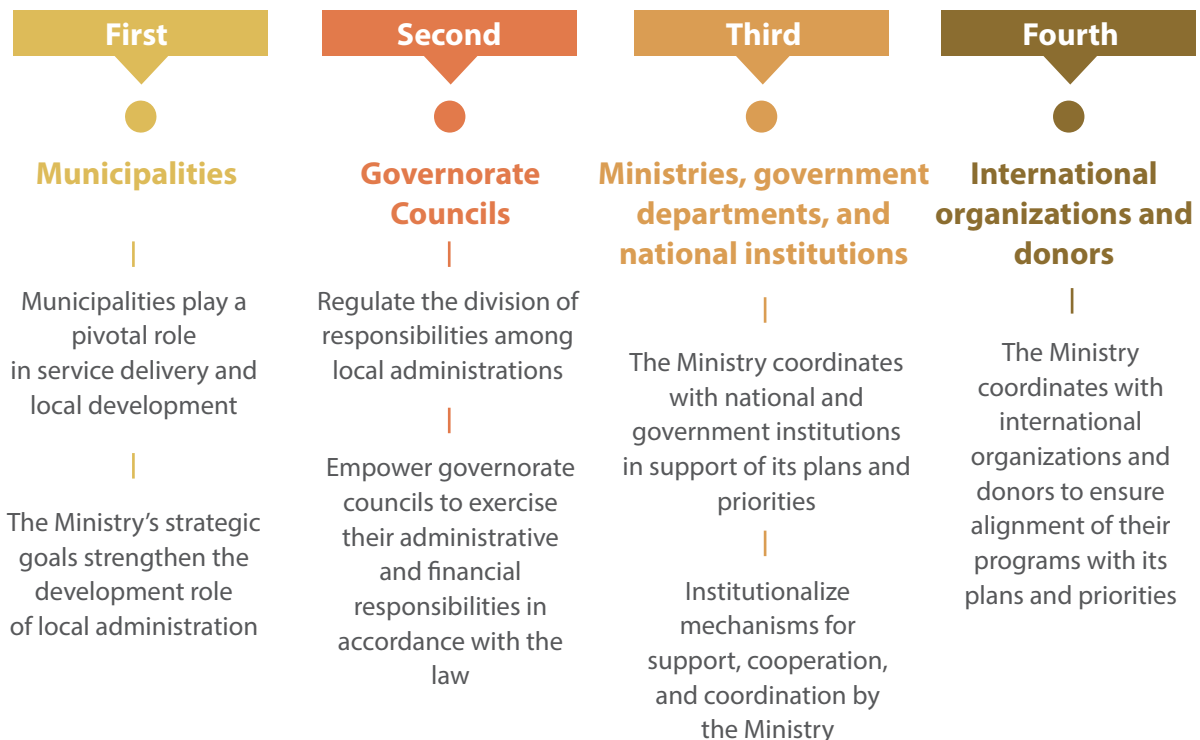 First
Municipalities
Municipalities play a
pivotal role
in service delivery and
local development
The Ministry’s strategic
goals strengthen the
development role
of local administration
Second
Governorate
Councils
Regulate the division of
responsibilities among
local administrations
Empower governorate
councils to exercise
their administrative
and financial
responsibilities in
accordance with the
law
Third
Ministries, government
departments, and
national institutions
The Ministry coordinates
with national and
government institutions
in support of its plans and
priorities
Institutionalize
mechanisms for
support, cooperation,
and coordination by
the Ministry
Fourth
International
organizations and
donors
The Ministry
coordinates with
international
organizations and
donors to ensure
alignment of their
programs with its
plans and priorities